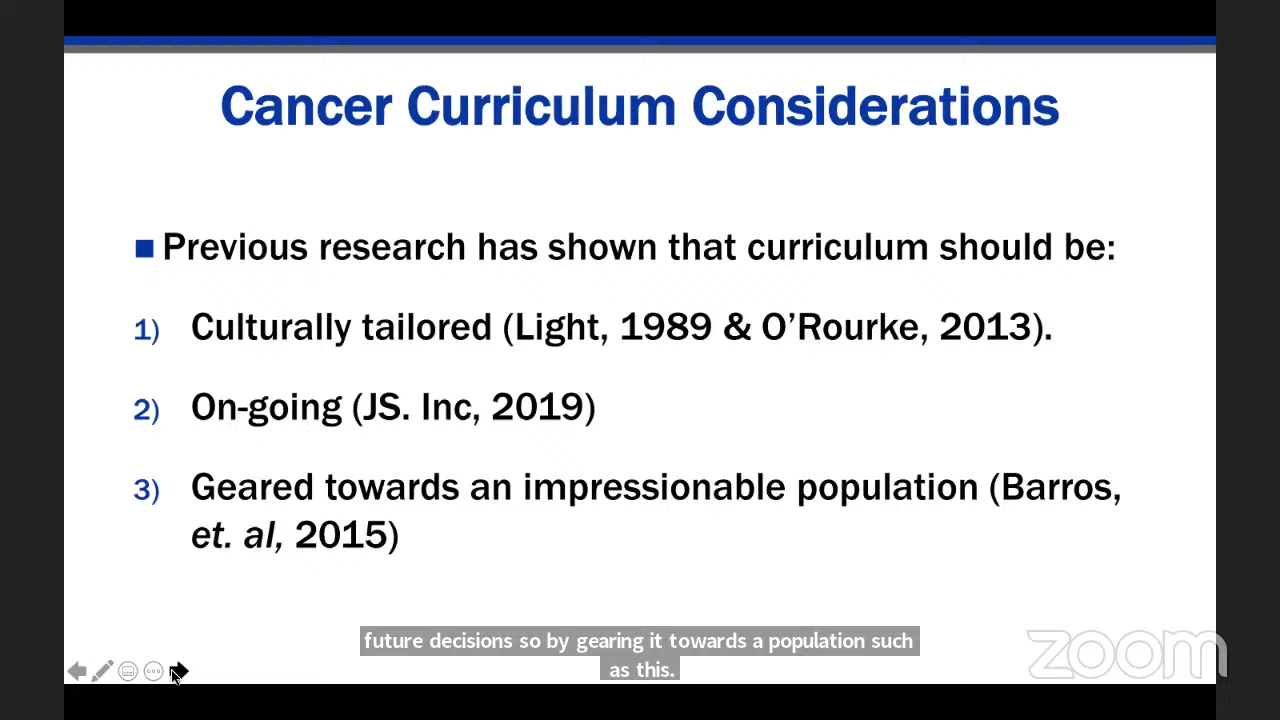 Cancer Curriculum Considerations
Previous research has shown that curriculum should be:
1) Culturally tailored (Light, 1989 & O’Rourke, 2013).
2) On-going (JS. Inc, 2019)
3) Geared towards an impressionable population (Barros,
et. al, 2015)
future decisions so by gearing it towards a population such
as this.
zoom